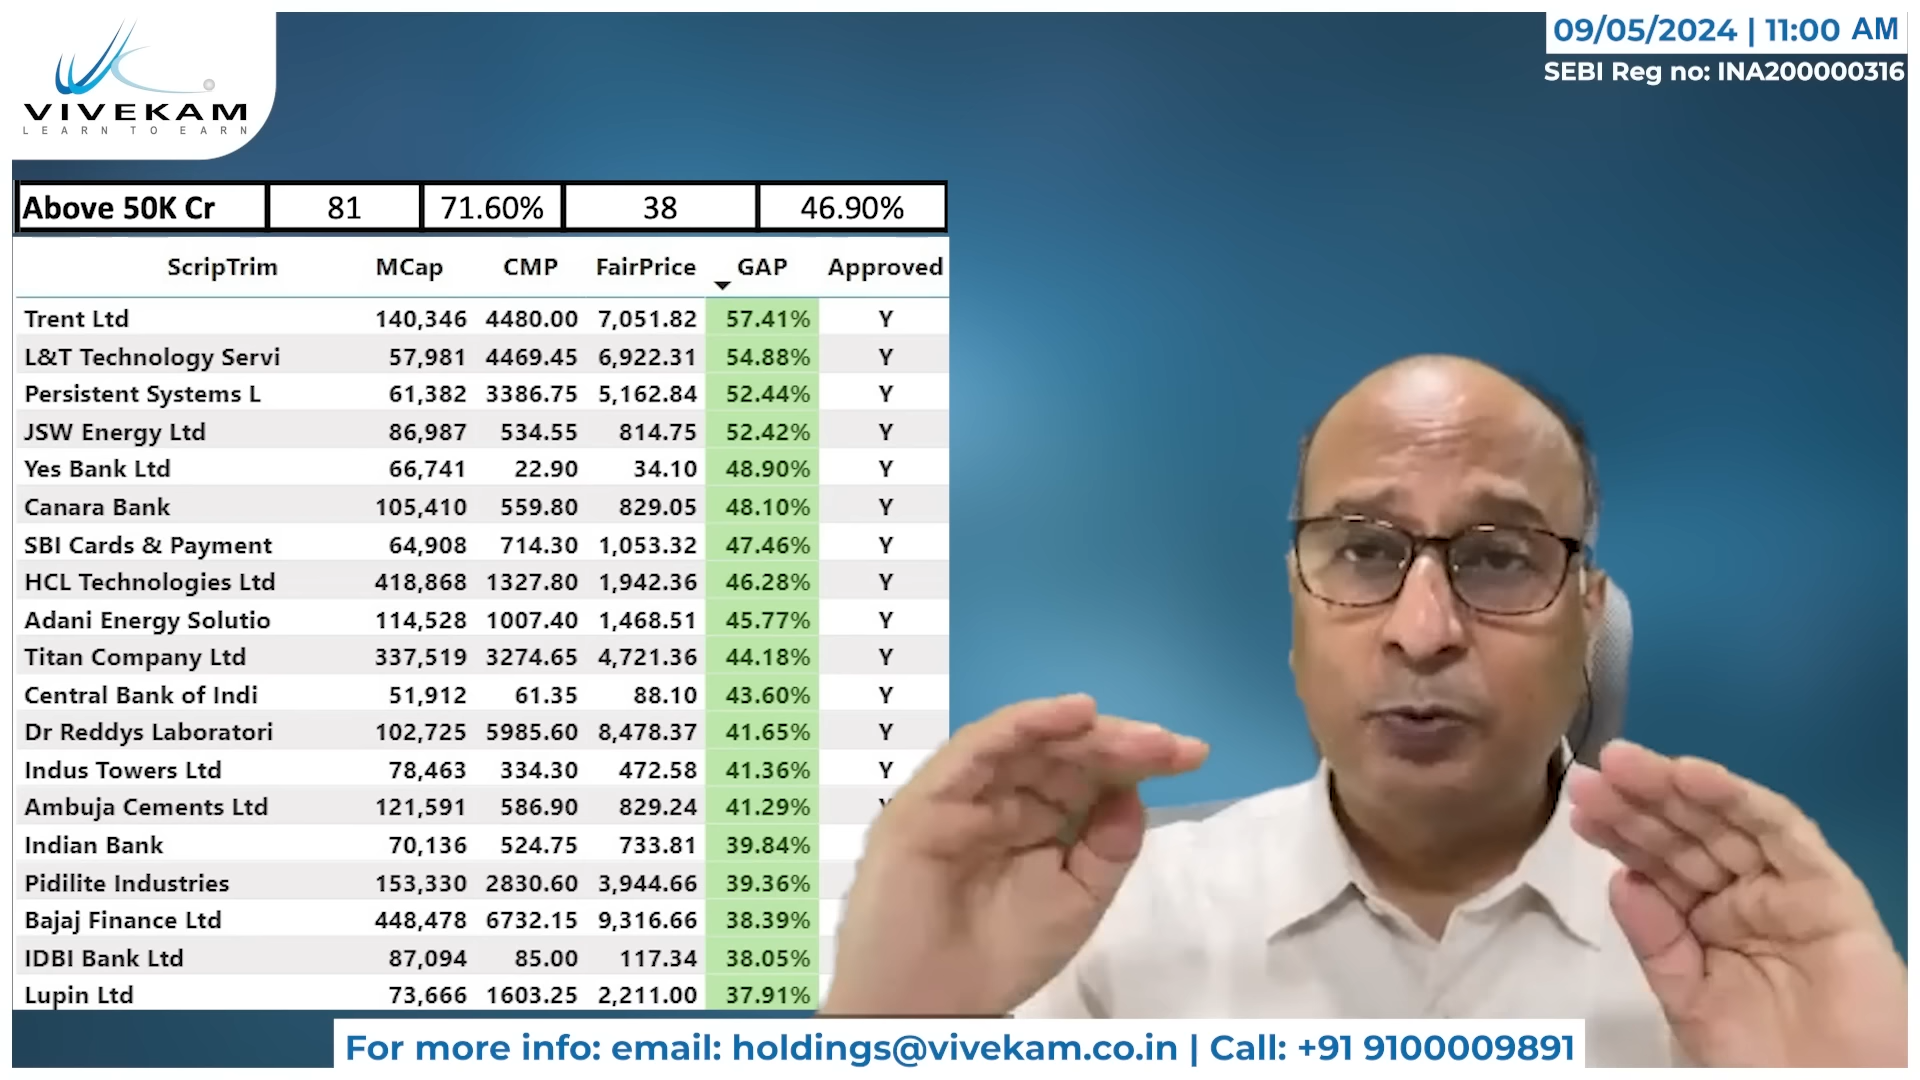 VIVEKAM
LEARN TO EARN
09/05/2024 | 11:00 AM
SEBI Reg no: INA200000316
Above 50K Cr 81 71.60% 38 46.90%
ScripTrim MCap CMP FairPrice GAP Approved
Trent Ltd 140,346 4480.00 7,051.82 57.41% Y
L&T Technology Servi 57,981 4469.45 6,922.31 54.88% Y
Persistent Systems L 61,382 3386.75 5,162.84 52.44% Y
JSW Energy Ltd 86,987 534.55 814.75 52.42% Y
Yes Bank Ltd 66,741 22.90 34.10 48.90% Y
Canara Bank 105,410 559.80 829.05 48.10% Y
SBI Cards & Payment 64,908 714.30 1,053.32 47.46% Y
HCL Technologies Ltd 418,868 1327.80 1,942.36 46.28% Y
Adani Energy Solutio 114,528 1007.40 1,468.51 45.77% Y
Titan Company Ltd 337,519 3274.65 4,721.36 44.18% Y
Central Bank of Indi 51,912 61.35 88.10 43.60% Y
Dr Reddys Laboratori 102,725 5985.60 8,478.37 41.65% Y
Indus Towers Ltd 78,463 334.30 472.58 41.36% Y
Ambuja Cements Ltd 121,591 586.90 829.24 41.29%
Indian Bank 70,136 524.75 733.81 39.84%
Pidilite Industries 153,330 2830.60 3,944.66 39.36%
Bajaj Finance Ltd 448,478 6732.15 9,316.66 38.39%
IDBI Bank Ltd 87,094 85.00 117.34 38.05%
Lupin Ltd 73,666 1603.25 2,211.00 37.91%
For more info: email: holdings@vivekam.co.in | Call: +91 9100009891